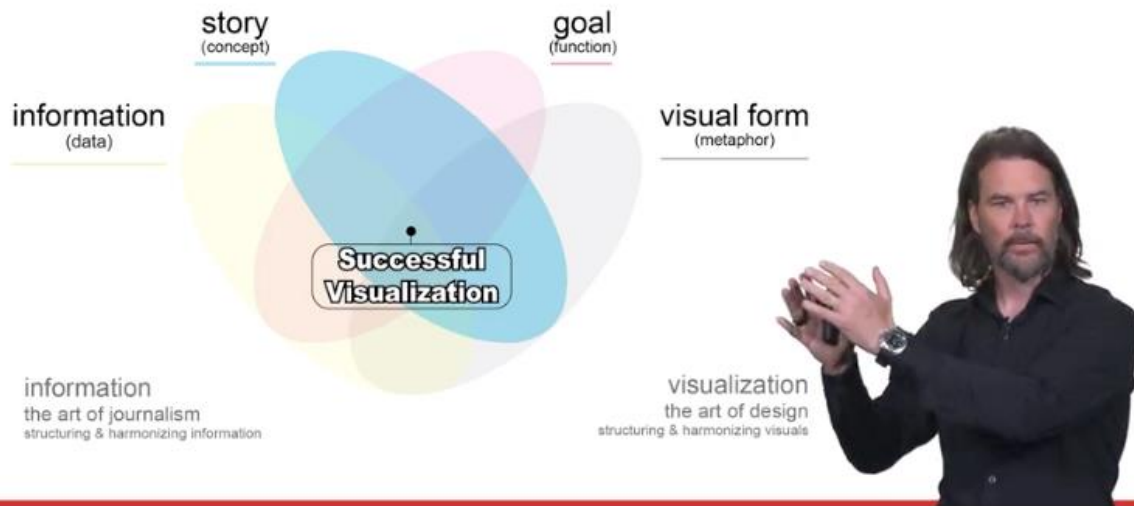 story
(concept)
goal
(function)
information
(data)
visual form
(metaphor)
Successful
Visualization
information
the art of journalism
structuring & harmonizing information
visualization
the art of design
structuring & harmonizing visuals